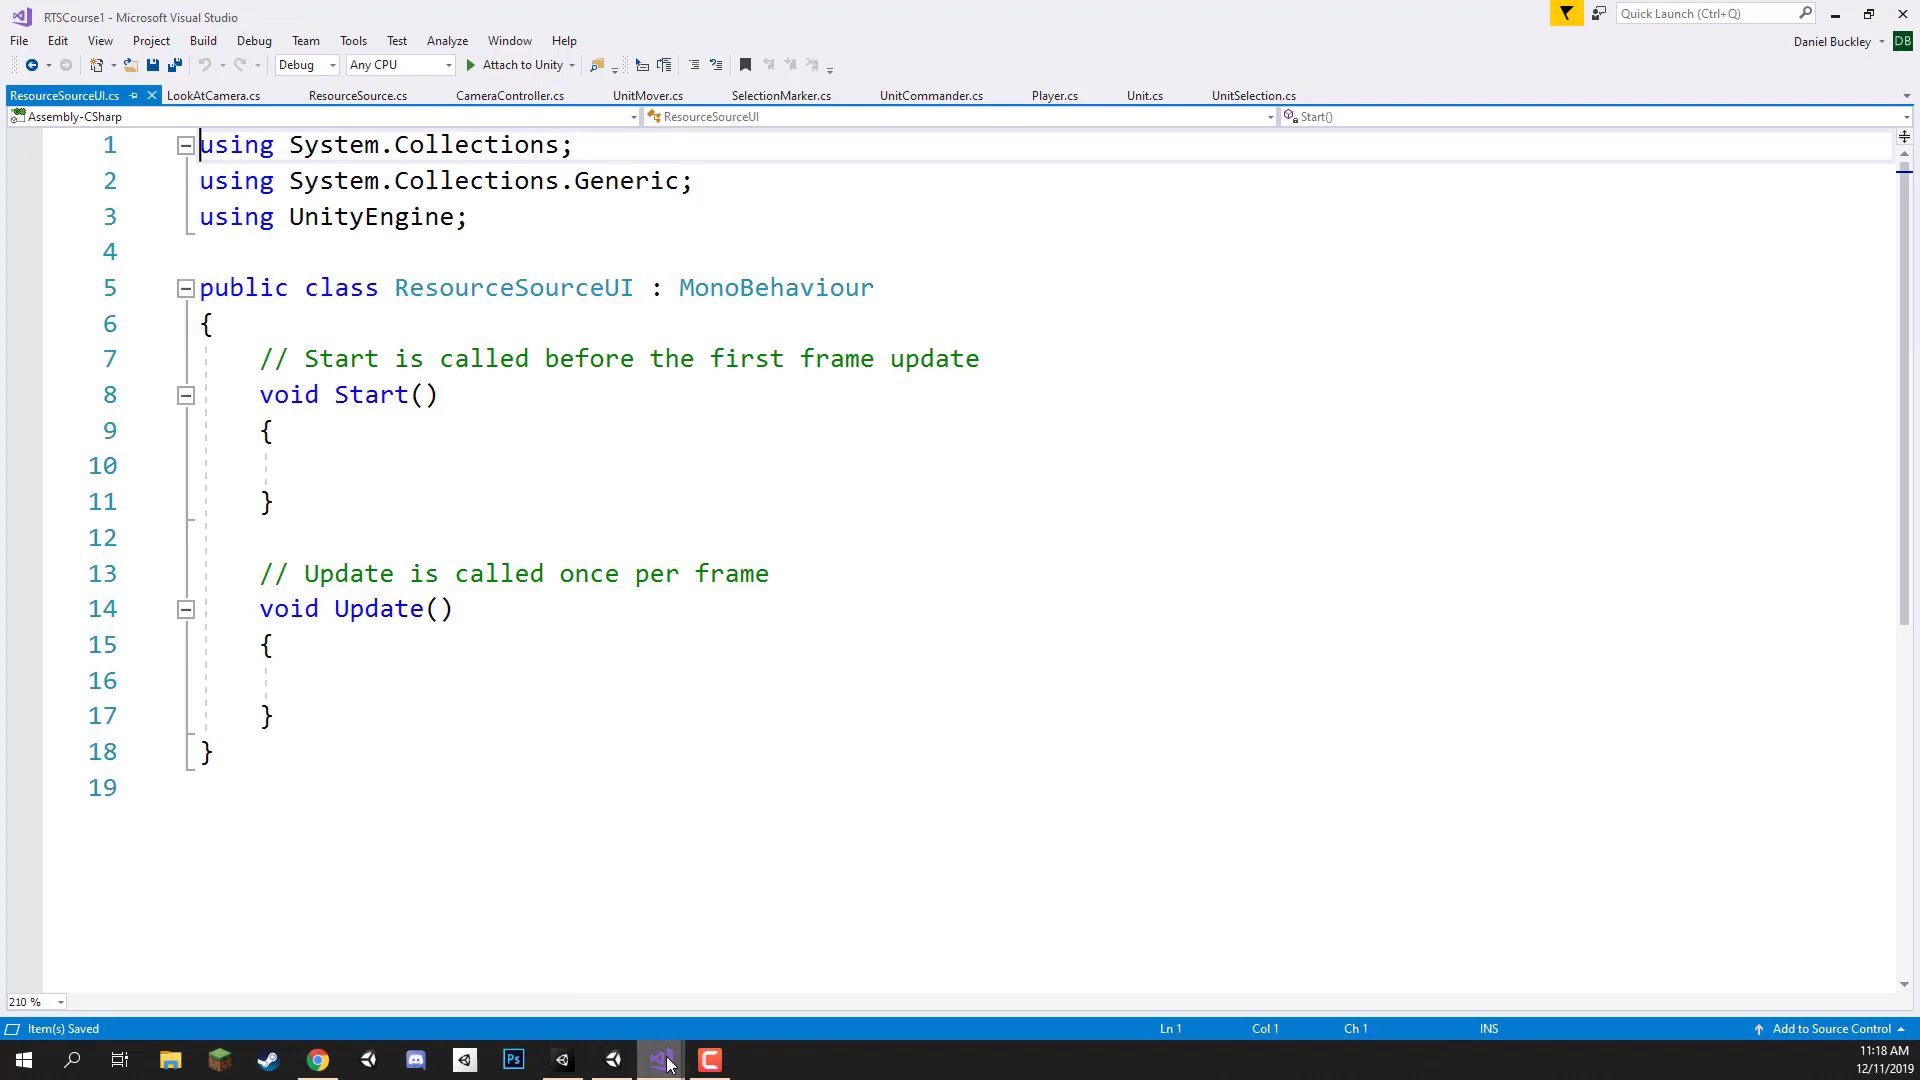 RTSCourse1 - Microsoft Visual Studio
Quick Launch (Ctrl+Q)
File Edit View Project Build Debug Team Tools Test Analyze Window Help
Daniel Buckley DB
Debug Any CPU Attach to Unity
ResourceSourceUI.cs LookAtCamera.cs ResourceSource.cs CameraController.cs UnitMover.cs SelectionMarker.cs UnitCommander.cs Player.cs Unit.cs UnitSelection.cs
Assembly-CSharp ResourceSourceUI Start()
1 using System.Collections;
2 using System.Collections.Generic;
3 using UnityEngine;
4
5 public class ResourceSourceUI : MonoBehaviour
6 {
7 // Start is called before the first frame update
8 void Start()
9 {
10
11 }
12
13 // Update is called once per frame
14 void Update()
15 {
16
17 }
18 }
19
210 %
Item(s) Saved Ln 1 Col 1 Ch 1 INS Add to Source Control
Ps
11:18 AM
12/11/2019